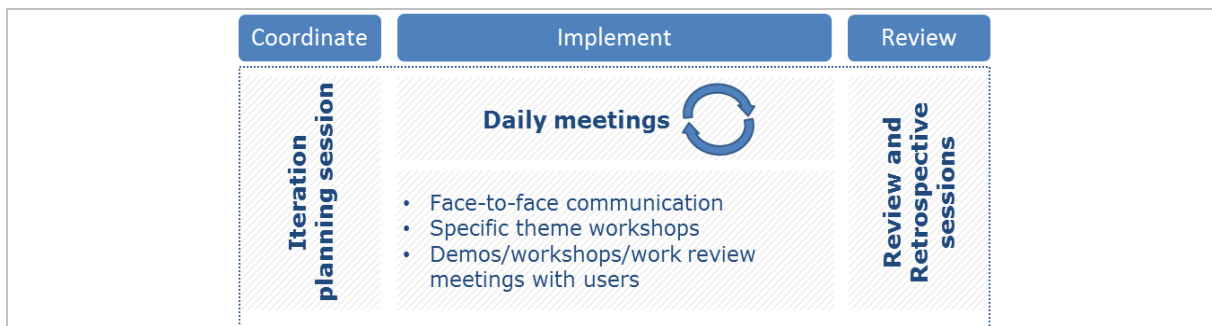 Coordinate
Implement
Review
Iteration
planning session
Daily meetings
• Face-to-face communication
• Specific theme workshops
• Demos/workshops/work review
meetings with users
Review and
Retrospective
sessions